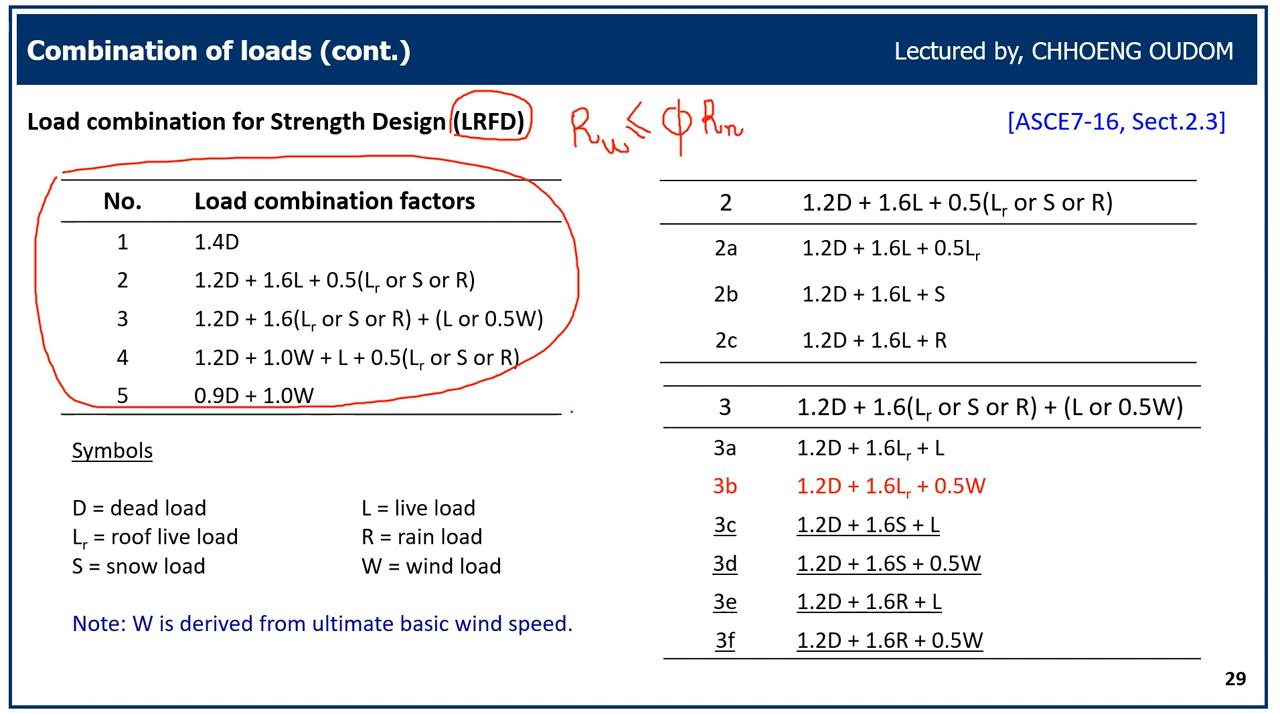 Combination of loads (cont.)
Lectured by, CHHOENG OUDOM
Load combination for Strength Design (LRFD)
Ru ≤ ϕ Rn
[ASCE7-16, Sect.2.3]
No. Load combination factors
1 1.4D
2 1.2D + 1.6L + 0.5(Lr or S or R)
3 1.2D + 1.6(Lr or S or R) + (L or 0.5W)
4 1.2D + 1.0W + L + 0.5(Lr or S or R)
5 0.9D + 1.0W
Symbols
D = dead load L = live load
Lr = roof live load R = rain load
S = snow load W = wind load
Note: W is derived from ultimate basic wind speed.
2 1.2D + 1.6L + 0.5(Lr or S or R)
2a 1.2D + 1.6L + 0.5Lr
2b 1.2D + 1.6L + S
2c 1.2D + 1.6L + R
3 1.2D + 1.6(Lr or S or R) + (L or 0.5W)
3a 1.2D + 1.6Lr + L
3b 1.2D + 1.6Lr + 0.5W
3c 1.2D + 1.6S + L
3d 1.2D + 1.6S + 0.5W
3e 1.2D + 1.6R + L
3f 1.2D + 1.6R + 0.5W
29